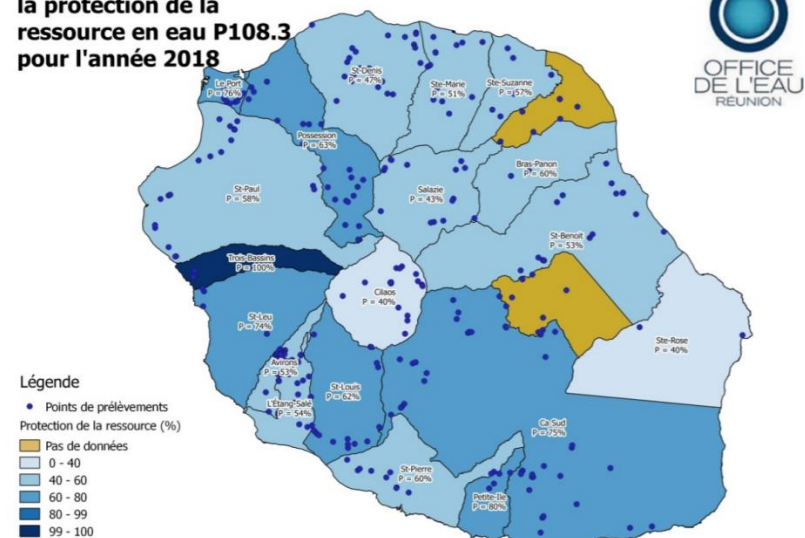 la protection de la
ressource en eau P108.3
pour l'année 2018
OFFICE
DE L'EAU
RÉUNION
Le Port
P = 76%
St-Denis
P = 47%
Ste-Marie
P = 51%
Ste-Suzanne
P = 57%
Possession
P = 63%
Bras-Panon
P = 60%
St-Paul
P = 58%
Salazie
P = 43%
St-Benoit
P = 53%
Trois-Bassins
P = 100%
Cilaos
P = 40%
St-Leu
P = 74%
Ste-Rose
P = 40%
Avirons
P = 53%
St-Louis
P = 62%
L'Étang-Salé
P = 54%
Ca Sud
P = 75%
St-Pierre
P = 60%
Petite-Ile
P = 80%
Légende
Points de prélèvements
Protection de la ressource (%)
Pas de données
0 - 40
40 - 60
60 - 80
80 - 99
99 - 100